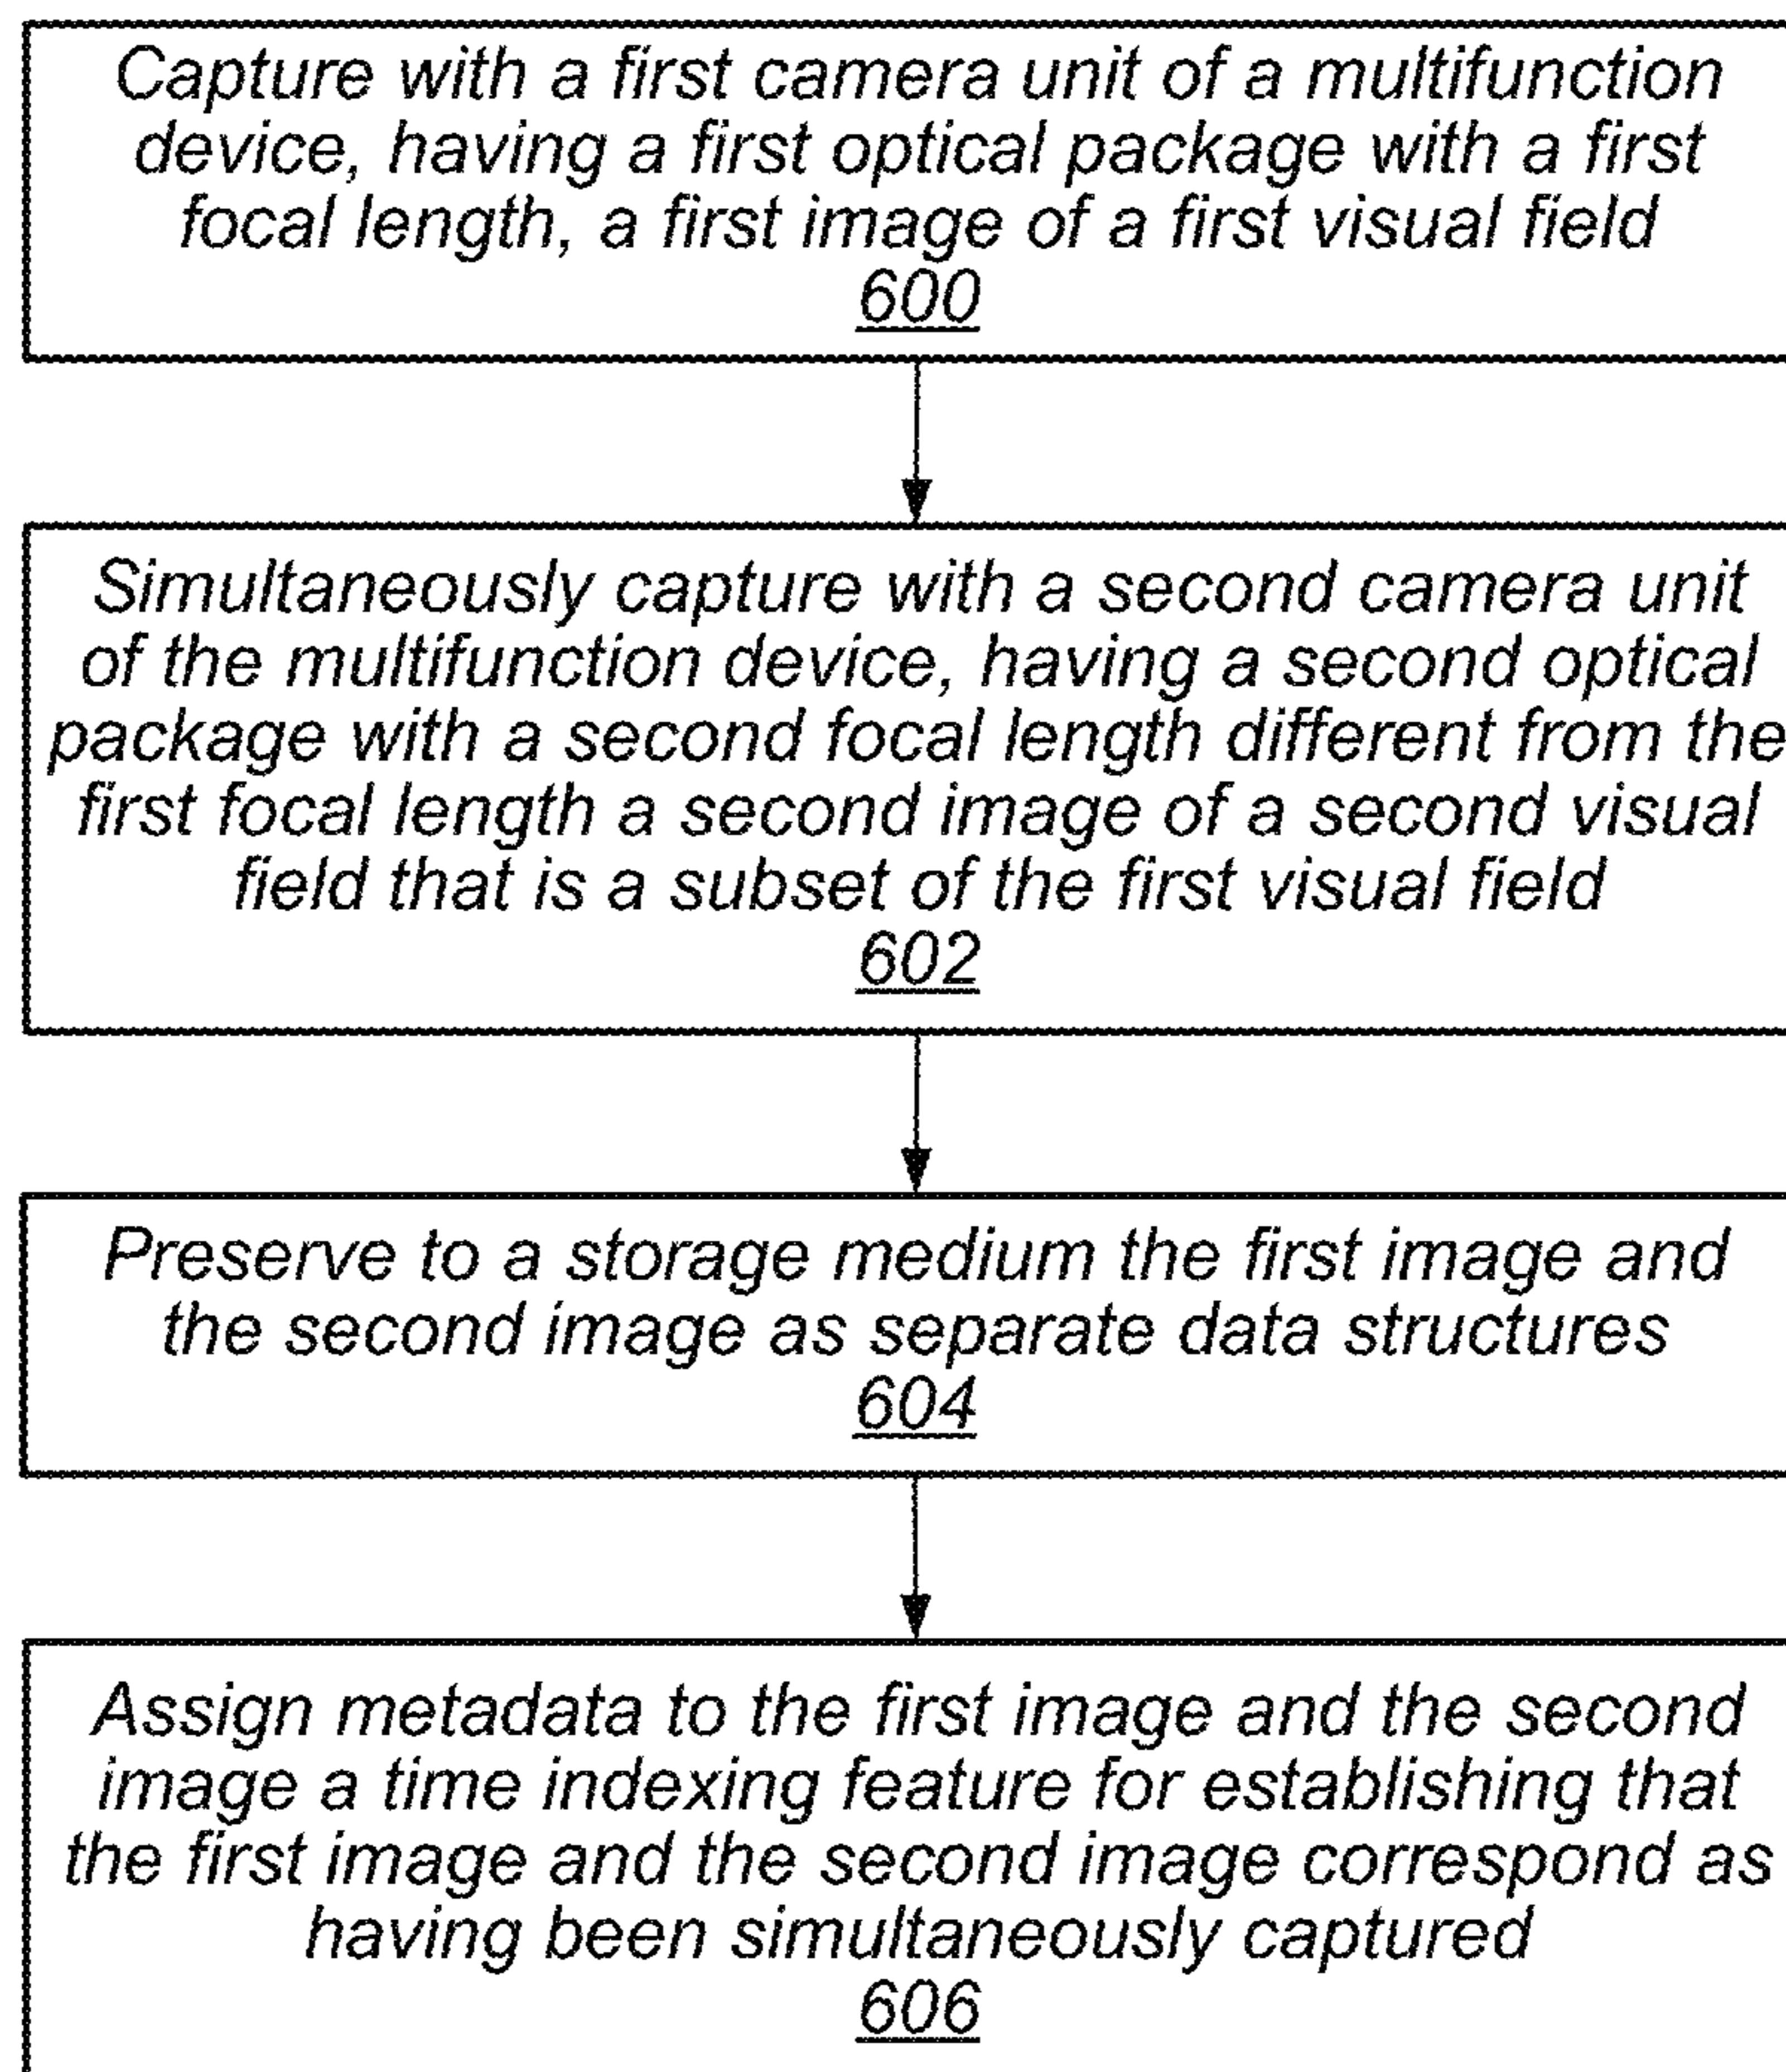 Capture with a first camera unit of a multifunction
device, having a first optical package with a first
focal length, a first image of a first visual field
600
Simultaneously capture with a second camera unit
of the multifunction device, having a second optical
package with a second focal length different from the
first focal length a second image of a second visual
field that is a subset of the first visual field
602
Preserve to a storage medium the first image and
the second image as separate data structures
604
Assign metadata to the first image and the second
image a time indexing feature for establishing that
the first image and the second image correspond as
having been simultaneously captured
606